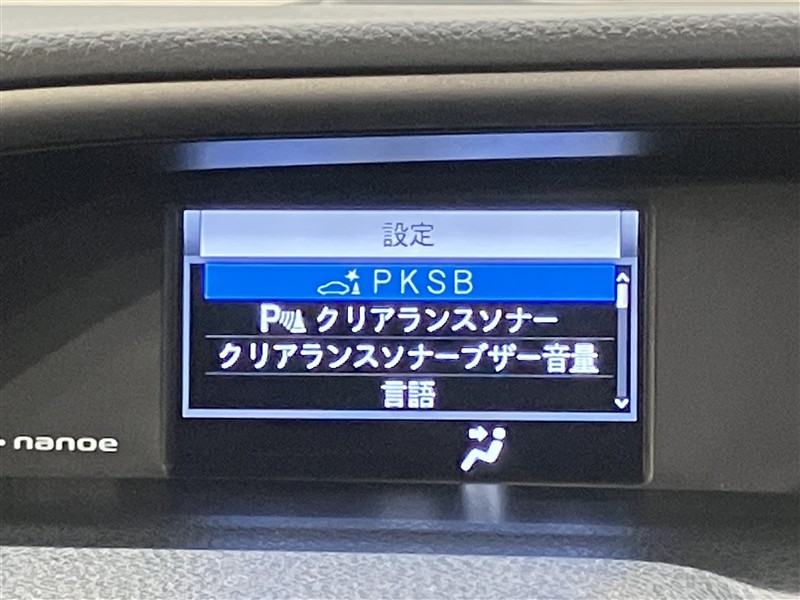 設定
PKSB
P クリアランスソナー
クリアランスソナーブザー音量
言語
nanoe